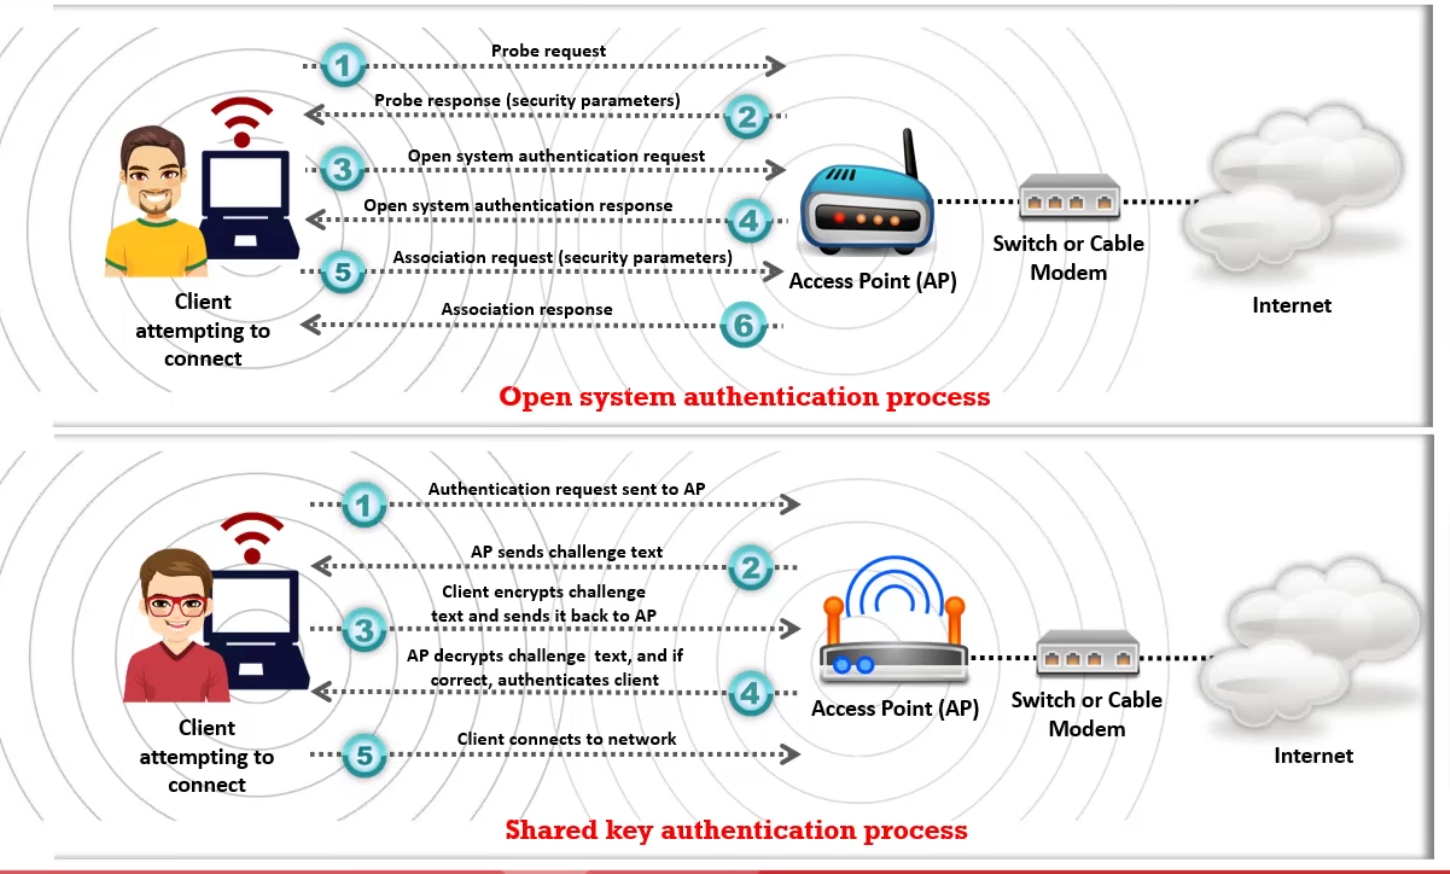 1
Probe request
Probe response (security parameters)
2
3
Open system authentication request
Open system authentication response
4
5
Association request (security parameters)
Association response
6
Client
attempting to
connect
Access Point (AP)
Switch or Cable
Modem
Internet
Open system authentication process
1
Authentication request sent to AP
AP sends challenge text
2
Client encrypts challenge
3
text and sends it back to AP
AP decrypts challenge text, and if
correct, authenticates client
4
5
Client connects to network
Client
attempting to
connect
Access Point (AP)
Switch or Cable
Modem
Internet
Shared key authentication process